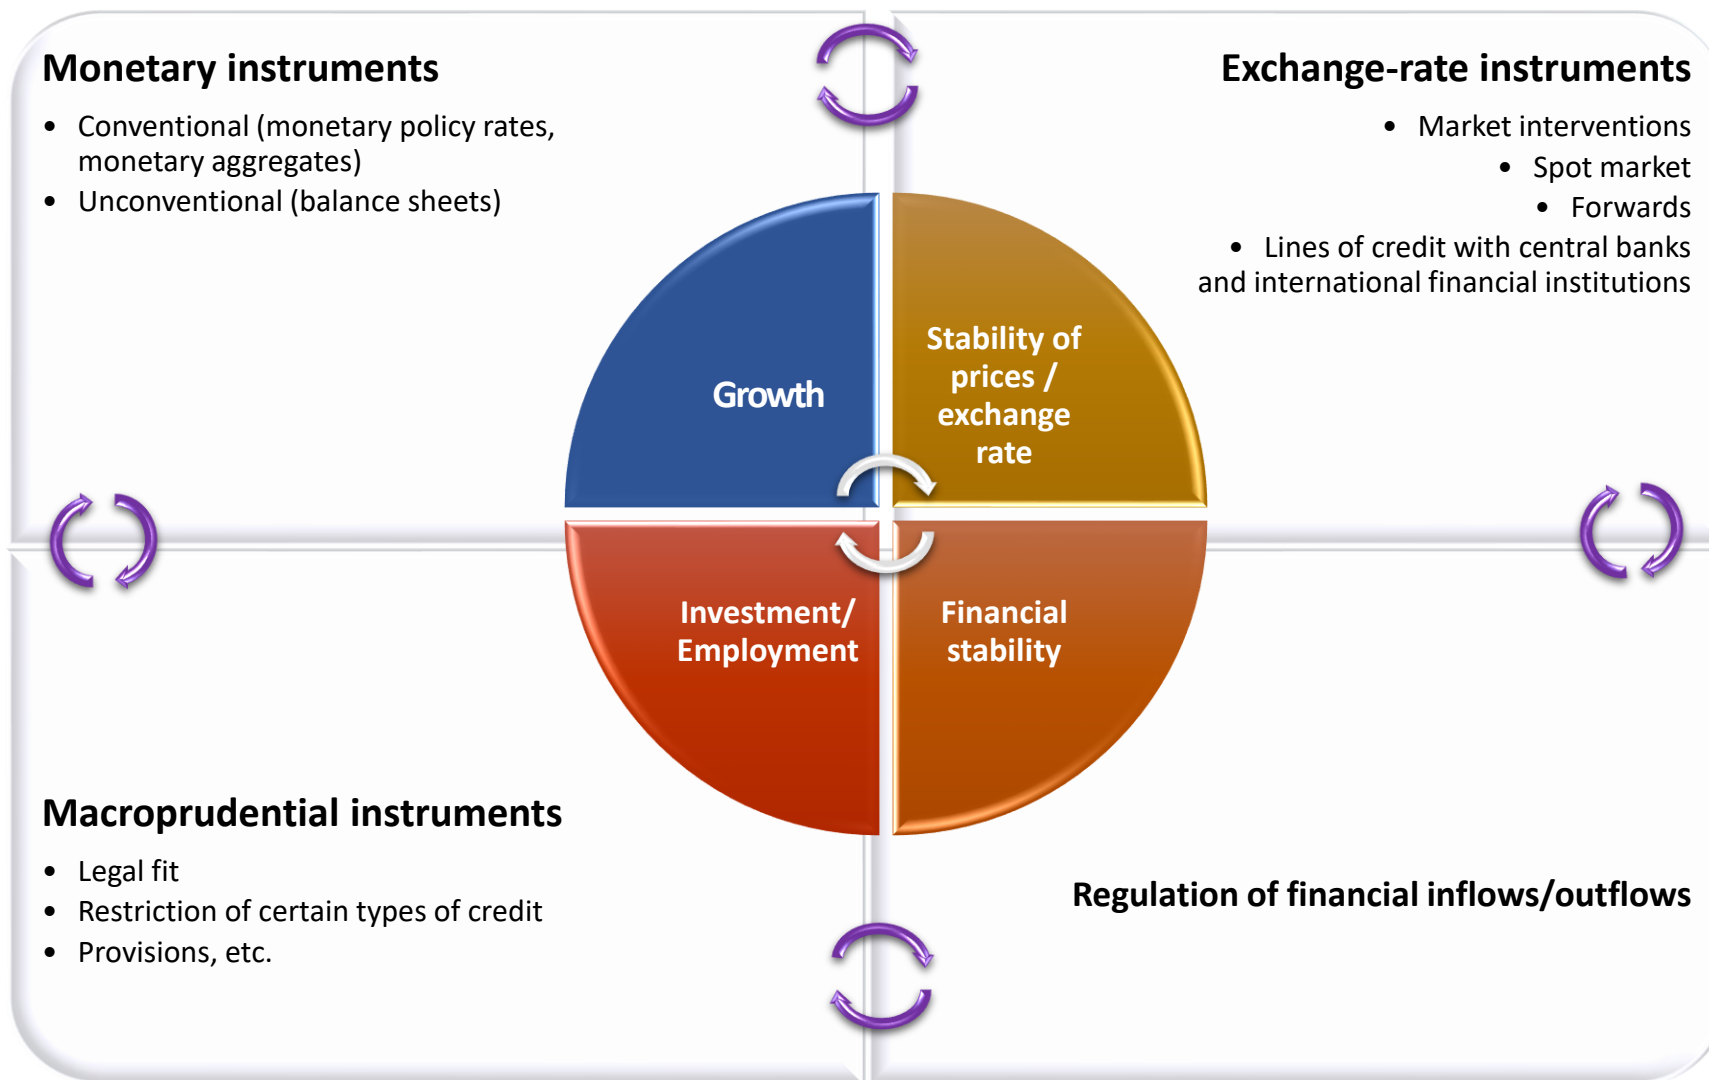 Monetary instruments
• Conventional (monetary policy rates,
monetary aggregates)
• Unconventional (balance sheets)
Exchange-rate instruments
• Market interventions
• Spot market
• Forwards
• Lines of credit with central banks
and international financial institutions
Growth
Stability of
prices /
exchange
rate
Investment/
Employment
Financial
stability
Macroprudential instruments
• Legal fit
• Restriction of certain types of credit
• Provisions, etc.
Regulation of financial inflows/outflows